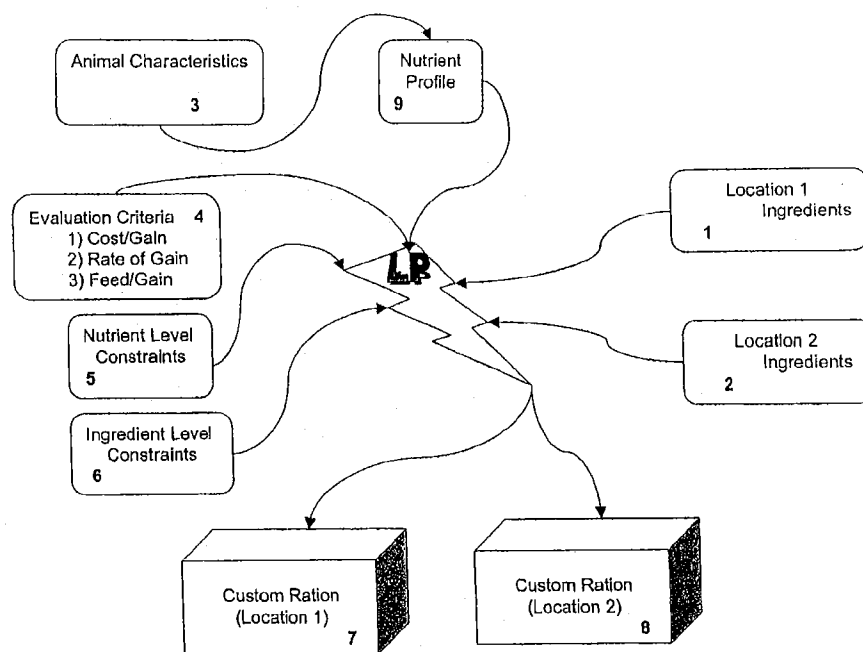 Animal Characteristics
3
Nutrient
Profile
9
Evaluation Criteria 4
1) Cost/Gain
2) Rate of Gain
3) Feed/Gain
Location 1
Ingredients
1
Nutrient Level
Constraints
5
Location 2
Ingredients
2
Ingredient Level
Constraints
6
Custom Ration
(Location 1)
7
Custom Ration
(Location 2)
8